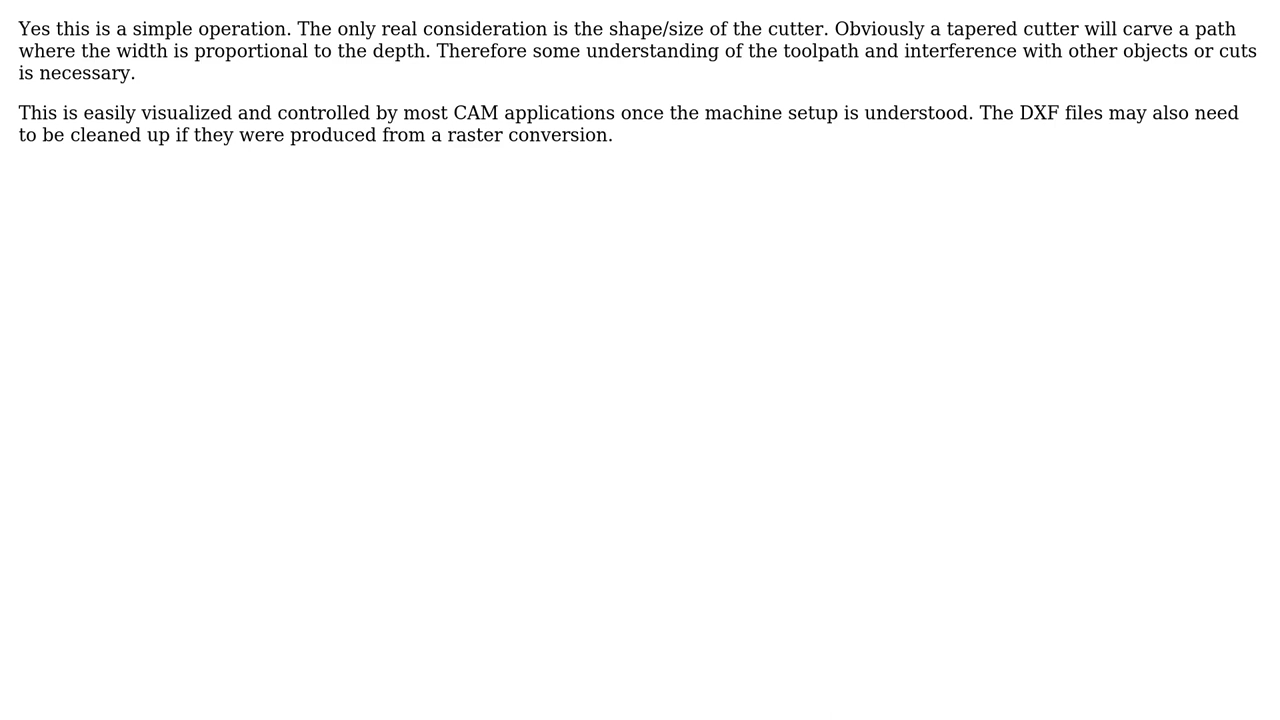 Yes this is a simple operation. The only real consideration is the shape/size of the cutter. Obviously a tapered cutter will carve a path
where the width is proportional to the depth. Therefore some understanding of the toolpath and interference with other objects or cuts
is necessary.
This is easily visualized and controlled by most CAM applications once the machine setup is understood. The DXF files may also need
to be cleaned up if they were produced from a raster conversion.